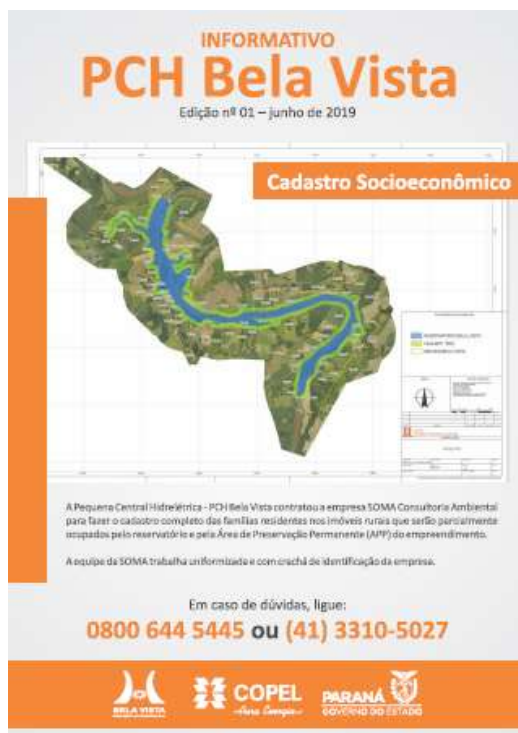 INFORMATIVO
PCH Bela Vista
Edição nº 01 – junho de 2019
Cadastro Socioeconômico
A Pequena Central Hidrelétrica - PCH Bela Vista contratou a empresa SOMA Consultoria Ambiental
para fazer o cadastro completo das famílias residentes nos imóveis rurais que serão parcialmente
ocupados pelo reservatório e pela Área de Preservação Permanente (APP) do empreendimento.
A equipe da SOMA trabalha uniformizada e com crachá de identificação da empresa.
Em caso de dúvidas, ligue:
0800 644 5445 ou (41) 3310-5027
BELA VISTA
COPEL
Pura Energia
PARANÁ
GOVERNO DO ESTADO